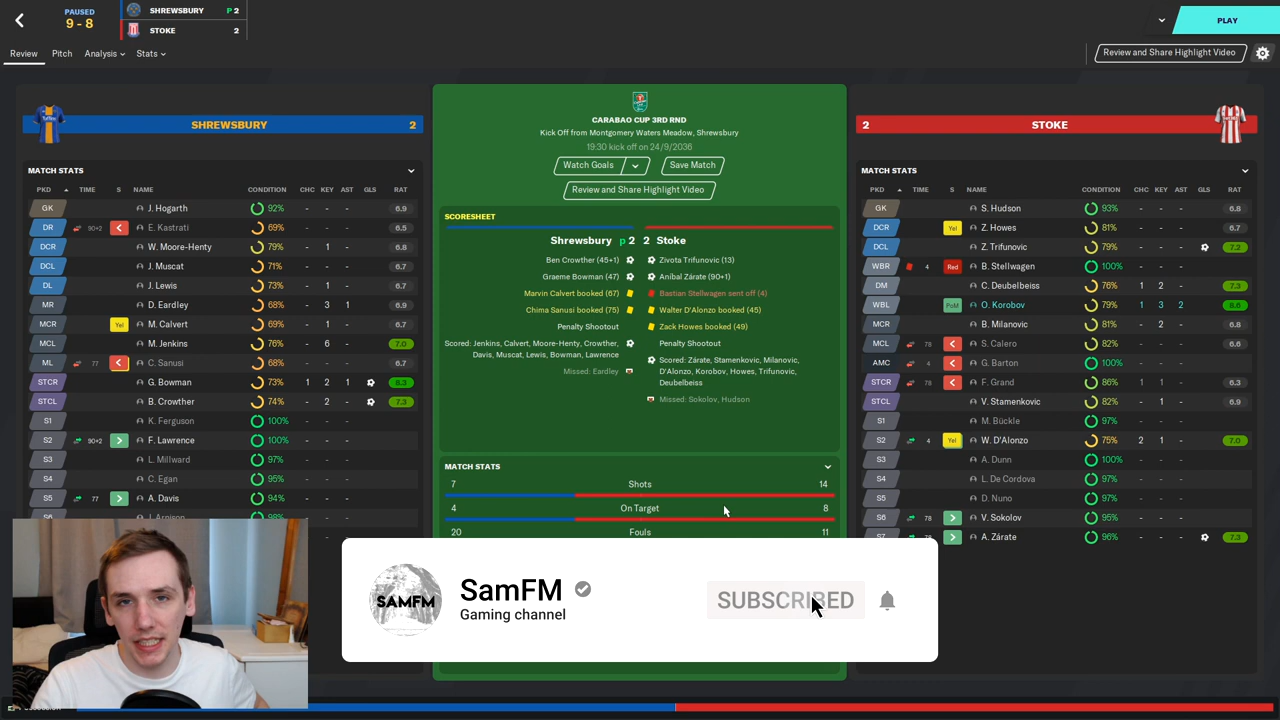 PAUSED
9 - 8
SHREWSBURY P 2
STOKE 2
PLAY
Review Pitch Analysis Stats
Review and Share Highlight Video
SHREWSBURY 2
MATCH STATS
PKD TIME S NAME CONDITION CHC KEY AST GLS RAT
GK J. Hogarth 92% - - - 6.9
DR 90+2 E. Kastrati 69% - - - 6.5
DCR W. Moore-Henty 79% - 1 - 6.8
DCL J. Muscat 71% - - - 6.7
DL J. Lewis 73% - 1 - 6.7
MR D. Eardley 68% - 3 1 6.9
MCR Yel M. Calvert 69% - 1 - 6.7
MCL M. Jenkins 76% - 6 - 7.0
ML 77 C. Sanusi 68% - - - 6.7
STCR G. Bowman 73% 1 2 1 8.3
STCL B. Crowther 74% - 2 - 7.3
S1 K. Ferguson 100%
S2 90+2 F. Lawrence 100% - - -
S3 L. Millward 97%
S4 C. Egan 95%
S5 77 A. Davis 94% - - -
S6 J. Arpison 98%
CARABAO CUP 3RD RND
Kick Off from Montgomery Waters Meadow, Shrewsbury
19:30 kick off on 24/9/2036
Watch Goals Save Match
Review and Share Highlight Video
SCORESHEET
Shrewsbury p 2 2 Stoke
Ben Crowther (45+1) Zivota Trifunovic (13)
Graeme Bowman (47) Aníbal Zárate (90+1)
Marvin Calvert booked (67) Bastian Stellwagen sent off (4)
Chima Sanusi booked (75) Walter D'Alonzo booked (45)
Penalty Shootout Zack Howes booked (49)
Scored: Jenkins, Calvert, Moore-Henty, Crowther,
Davis, Muscat, Lewis, Bowman, Lawrence
Missed: Eardley
Penalty Shootout
Scored: Zárate, Stamenkovic, Milanovic,
D'Alonzo, Korobov, Howes, Trifunovic,
Deubelbeiss
Missed: Sokolov, Hudson
MATCH STATS
7 Shots 14
4 On Target 8
20 Fouls 11
2 STOKE
MATCH STATS
PKD TIME S NAME CONDITION CHC KEY AST GLS RAT
GK S. Hudson 93% - - - 6.8
DCR Yel Z. Howes 81% - - - 6.7
DCL Z. Trifunovic 79% - - - 7.2
WBR 4 Red B. Stellwagen 100% - - -
DM C. Deubelbeiss 76% 1 2 - 7.3
WBL PoM O. Korobov 79% 1 3 2 8.6
MCR B. Milanovic 81% - 2 - 6.8
MCL 78 S. Calero 82% - - - 6.6
AMC 4 G. Barton 100% - - -
STCR 78 F. Grand 86% 1 1 - 6.3
STCL V. Stamenkovic 82% - 1 - 6.9
S1 M. Bückle 97%
S2 4 Yel W. D'Alonzo 75% 2 1 - 7.0
S3 A. Dunn 100%
S4 L. De Cordova 97%
S5 D. Nuno 97%
S6 78 V. Sokolov 95% - - -
S7 78 A. Zárate 96% - - - 7.3
SAMFM
SamFM
Gaming channel
SUBSCRIBED